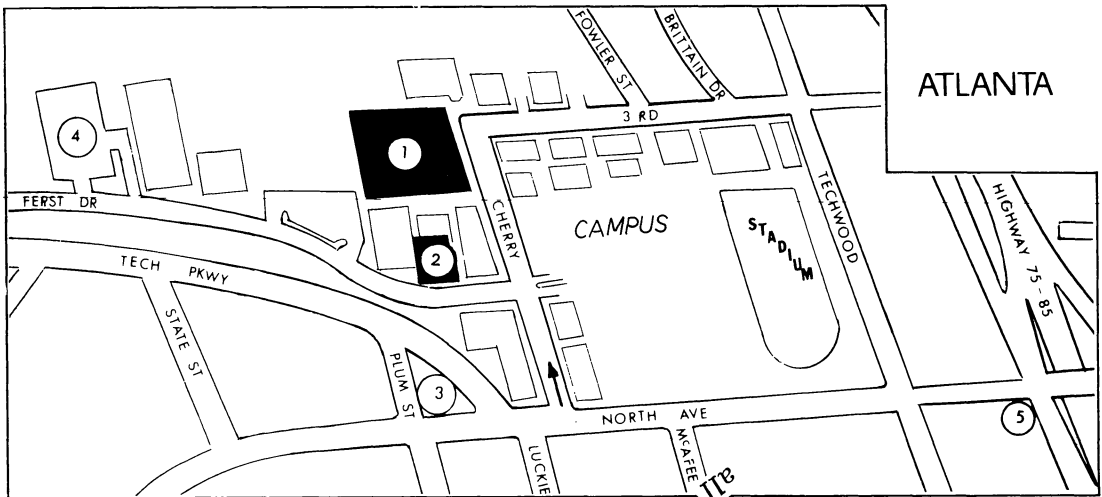 ATLANTA
FOWLER ST
BRITTAIN DR
3 RD
4
1
FERST DR
CHERRY
CAMPUS
STADIUM
TECHWOOD
HIGHWAY 75-85
2
TECH PKWY
STATE ST
PLUM ST
3
NORTH AVE
5
LUCKIE
McAFEE
all